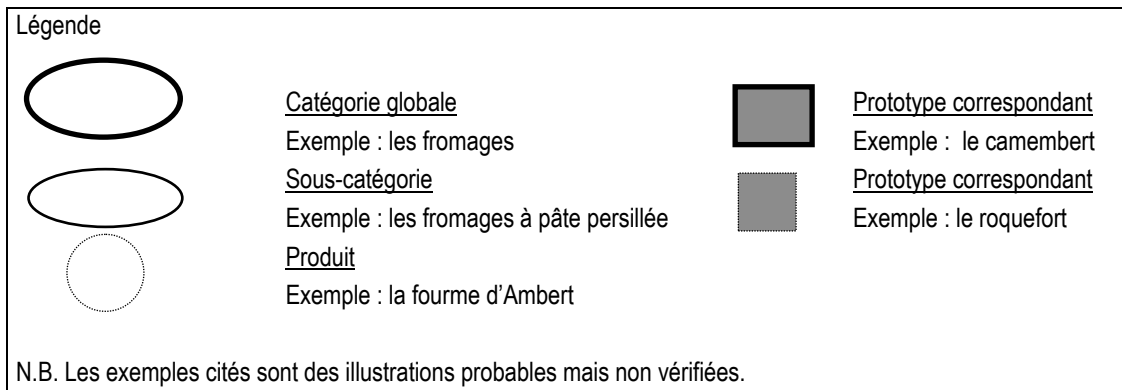 Légende
Catégorie globale
Exemple : les fromages
Sous-catégorie
Exemple : les fromages à pâte persillée
Produit
Exemple : la fourme d’Ambert
Prototype correspondant
Exemple : le camembert
Prototype correspondant
Exemple : le roquefort
N.B. Les exemples cités sont des illustrations probables mais non vérifiées.